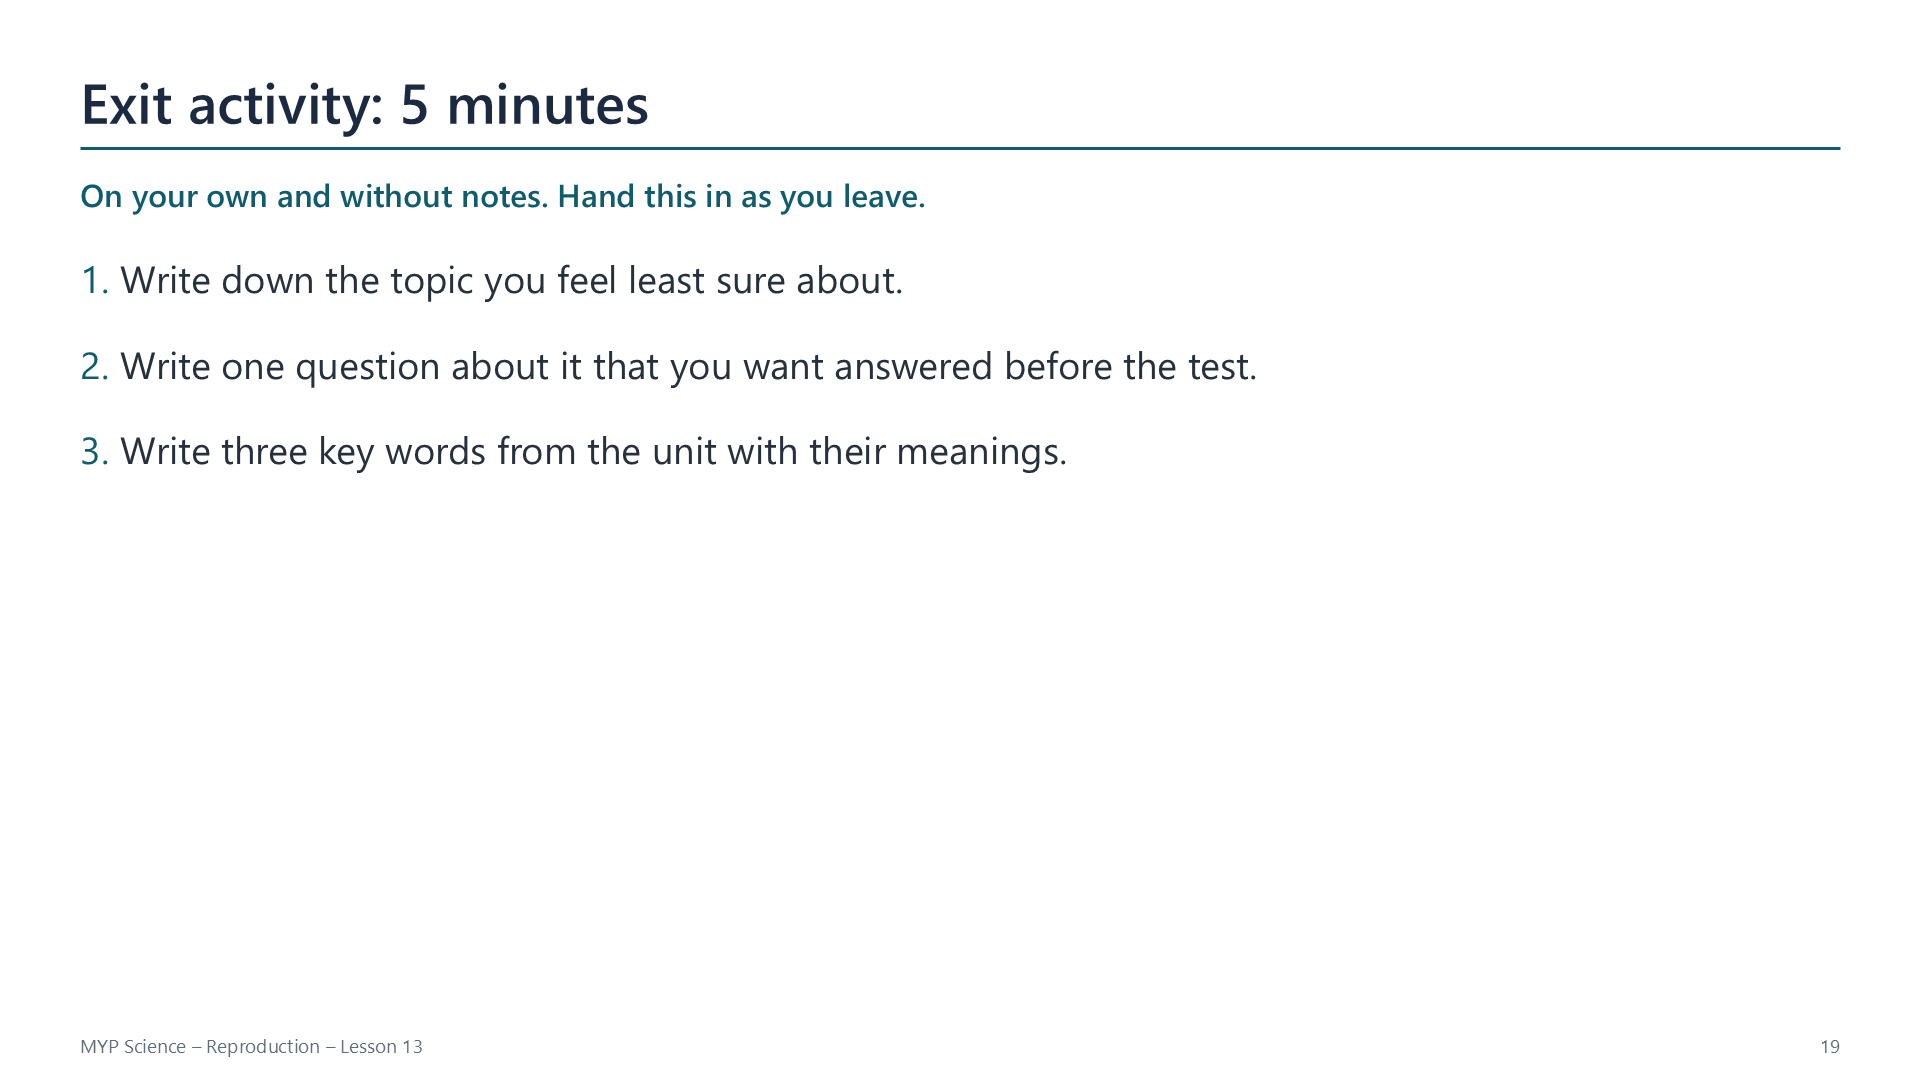 Exit activity: 5 minutes
On your own and without notes. Hand this in as you leave.
1. Write down the topic you feel least sure about.
2. Write one question about it that you want answered before the test.
3. Write three key words from the unit with their meanings.
MYP Science – Reproduction – Lesson 13
19